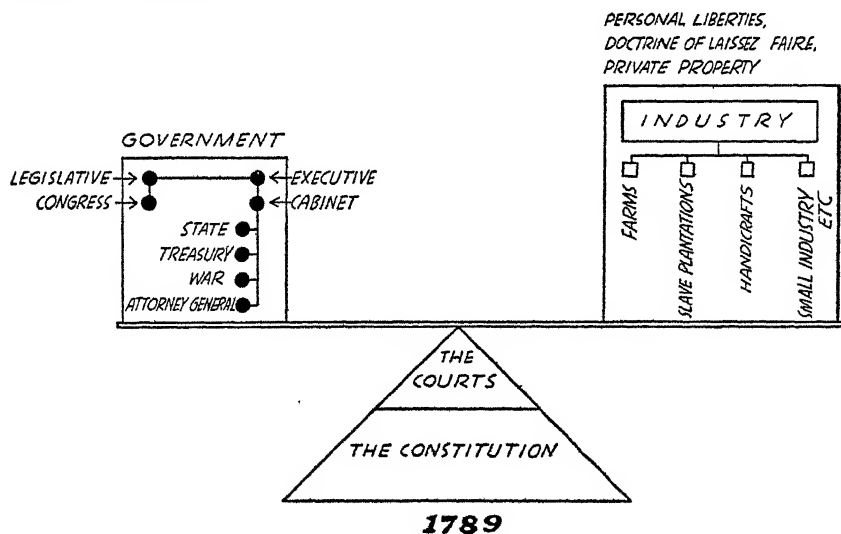 PERSONAL LIBERTIES,
DOCTRINE OF LAISSEZ FAIRE,
PRIVATE PROPERTY
INDUSTRY
FARMS
SLAVE PLANTATIONS
HANDICRAFTS
SMALL INDUSTRY
ETC
GOVERNMENT
LEGISLATIVE
EXECUTIVE
CONGRESS
CABINET
STATE
TREASURY
WAR
ATTORNEY GENERAL
THE
COURTS
THE CONSTITUTION
1789